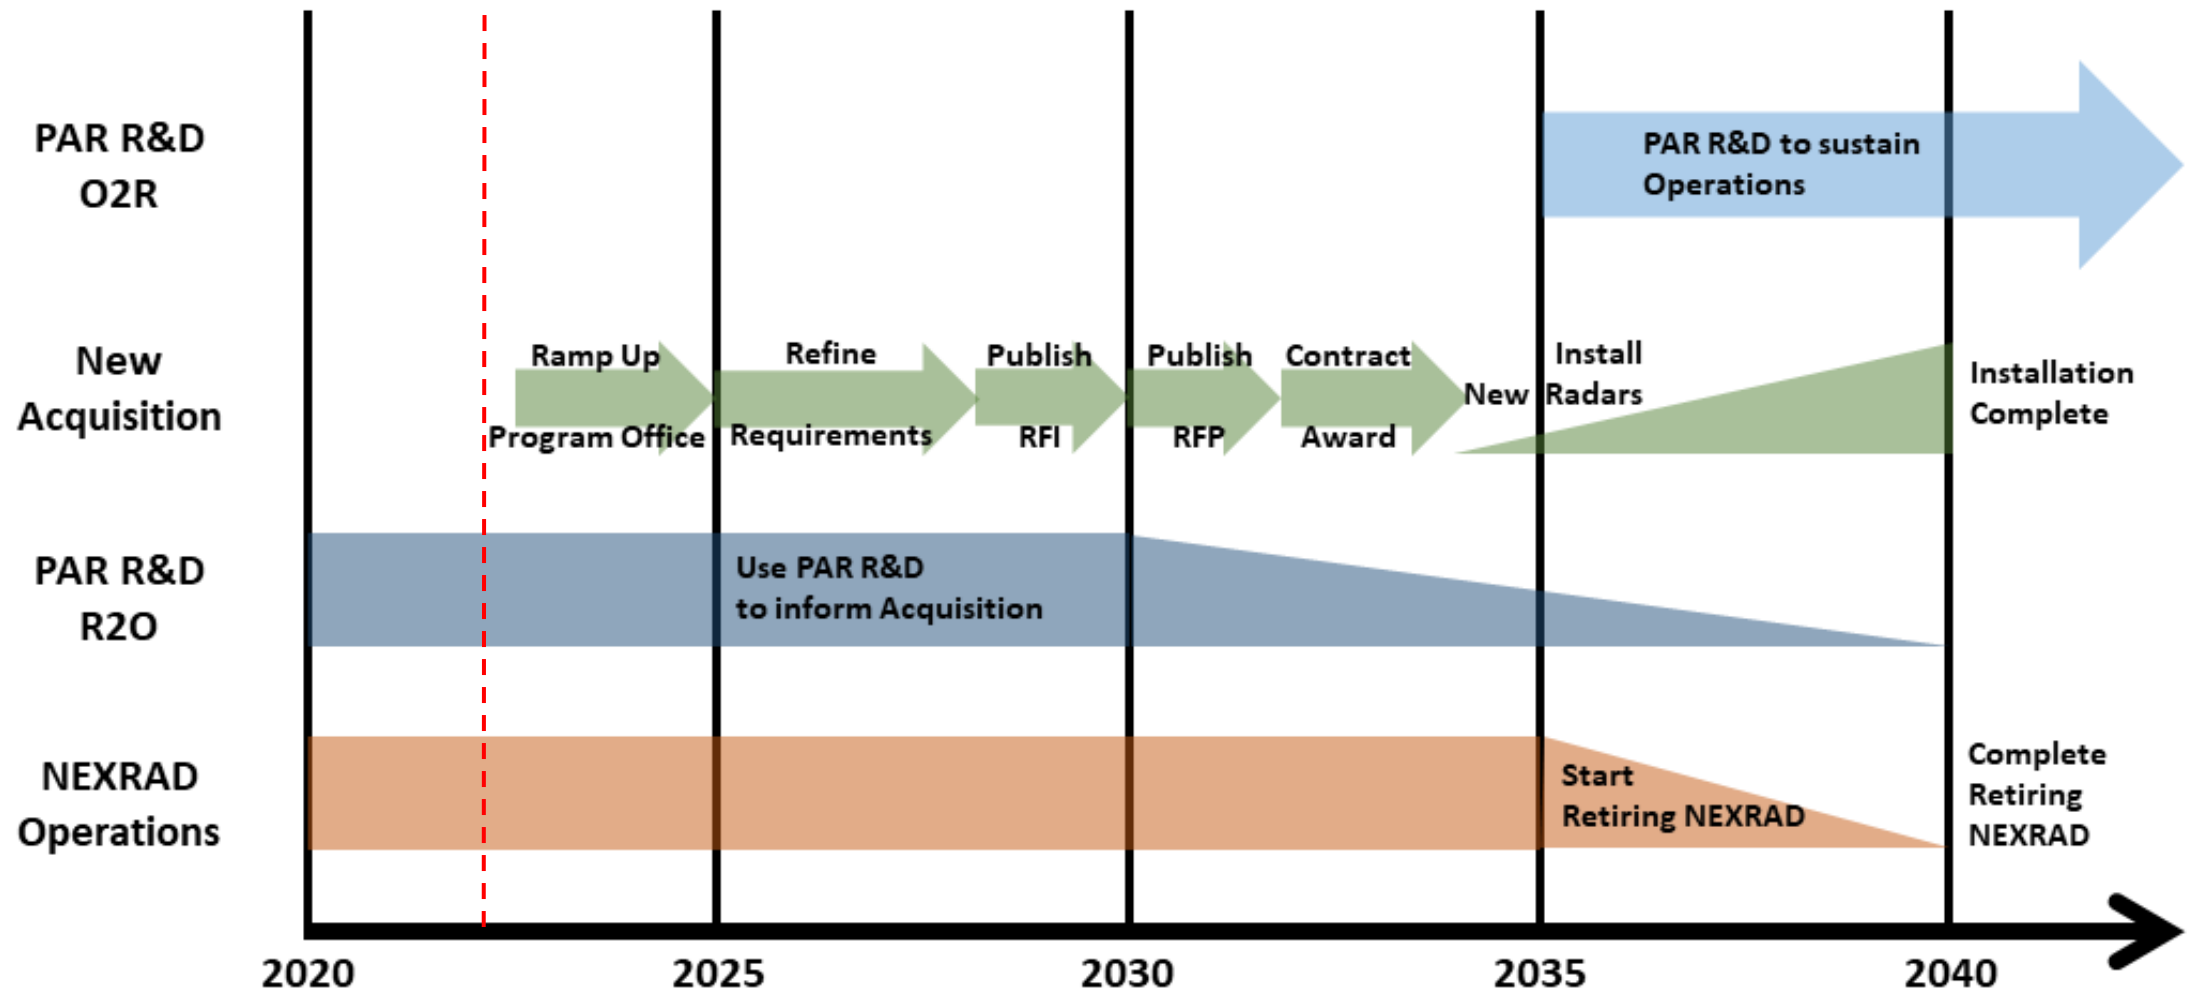 PAR R&D
O2R
PAR R&D to sustain
Operations
New
Acquisition
Ramp Up
Program Office
Refine
Requirements
Publish
RFI
Publish
RFP
Contract
Award
Install
New Radars
Installation
Complete
PAR R&D
R2O
Use PAR R&D
to inform Acquisition
NEXRAD
Operations
Start
Retiring NEXRAD
Complete
Retiring
NEXRAD
2020 2025 2030 2035 2040